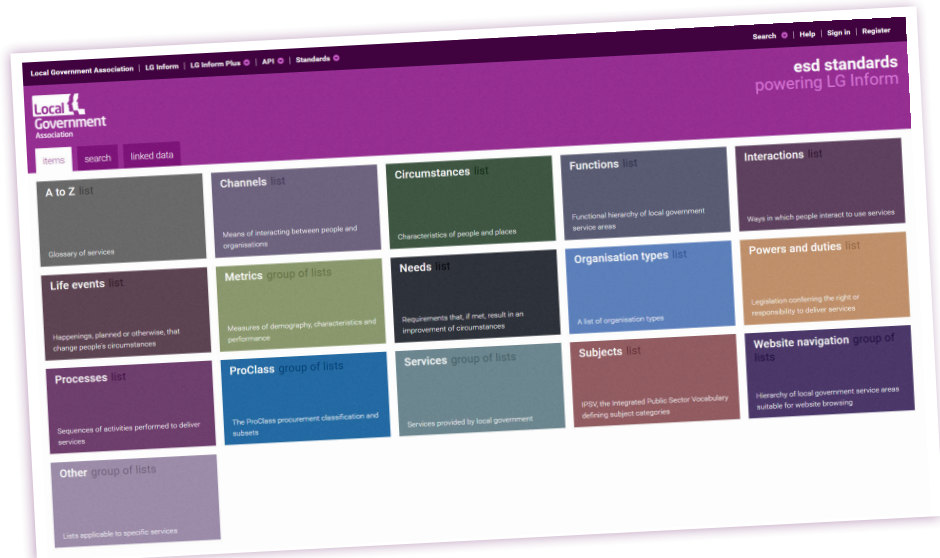 Local Government Association | LG Inform | LG Inform Plus | API | Standards
Search | Help | Sign in | Register
Local
Government
Association
esd standards
powering LG Inform
items search linked data
A to Z list
Glossary of services
Channels list
Means of interacting between people and
organisations
Circumstances list
Characteristics of people and places
Functions list
Functional hierarchy of local government
service areas
Interactions list
Ways in which people interact to use services
Life events list
Happenings, planned or otherwise, that
change people's circumstances
Metrics group of lists
Measures of demography, characteristics and
performance
Needs list
Requirements that, if met, result in an
improvement of circumstances
Organisation types list
A list of organisation types
Powers and duties list
Legislation conferring the right or
responsibility to deliver services
Processes list
Sequences of activities performed to deliver
services
ProClass group of lists
The ProClass procurement classification and
subsets
Services group of lists
Services provided by local government
Subjects list
IPSV, the Integrated Public Sector Vocabulary
defining subject categories
Website navigation group of
lists
Hierarchy of local government service areas
suitable for website browsing
Other group of lists
Lists applicable to specific services